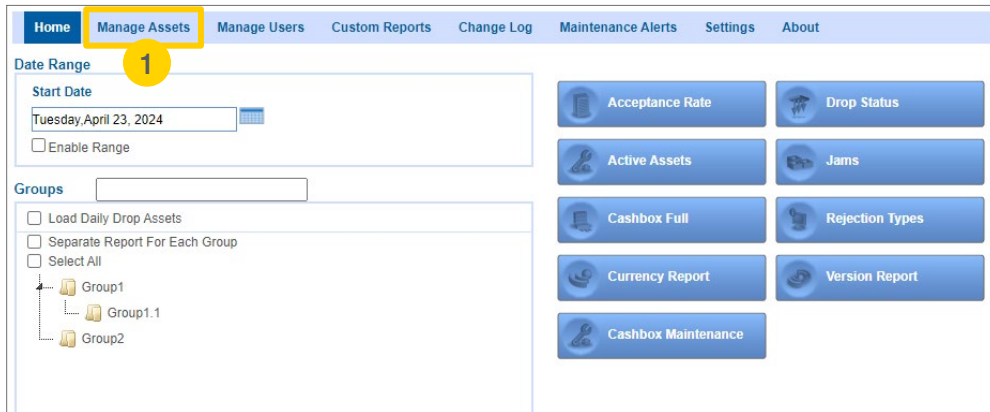 Home Manage Assets Manage Users Custom Reports Change Log Maintenance Alerts Settings About
1
Date Range
Start Date
Tuesday,April 23, 2024
Enable Range
Groups
Load Daily Drop Assets
Separate Report For Each Group
Select All
Group1
Group1.1
Group2
Acceptance Rate
Drop Status
Active Assets
Jams
Cashbox Full
Rejection Types
Currency Report
Version Report
Cashbox Maintenance